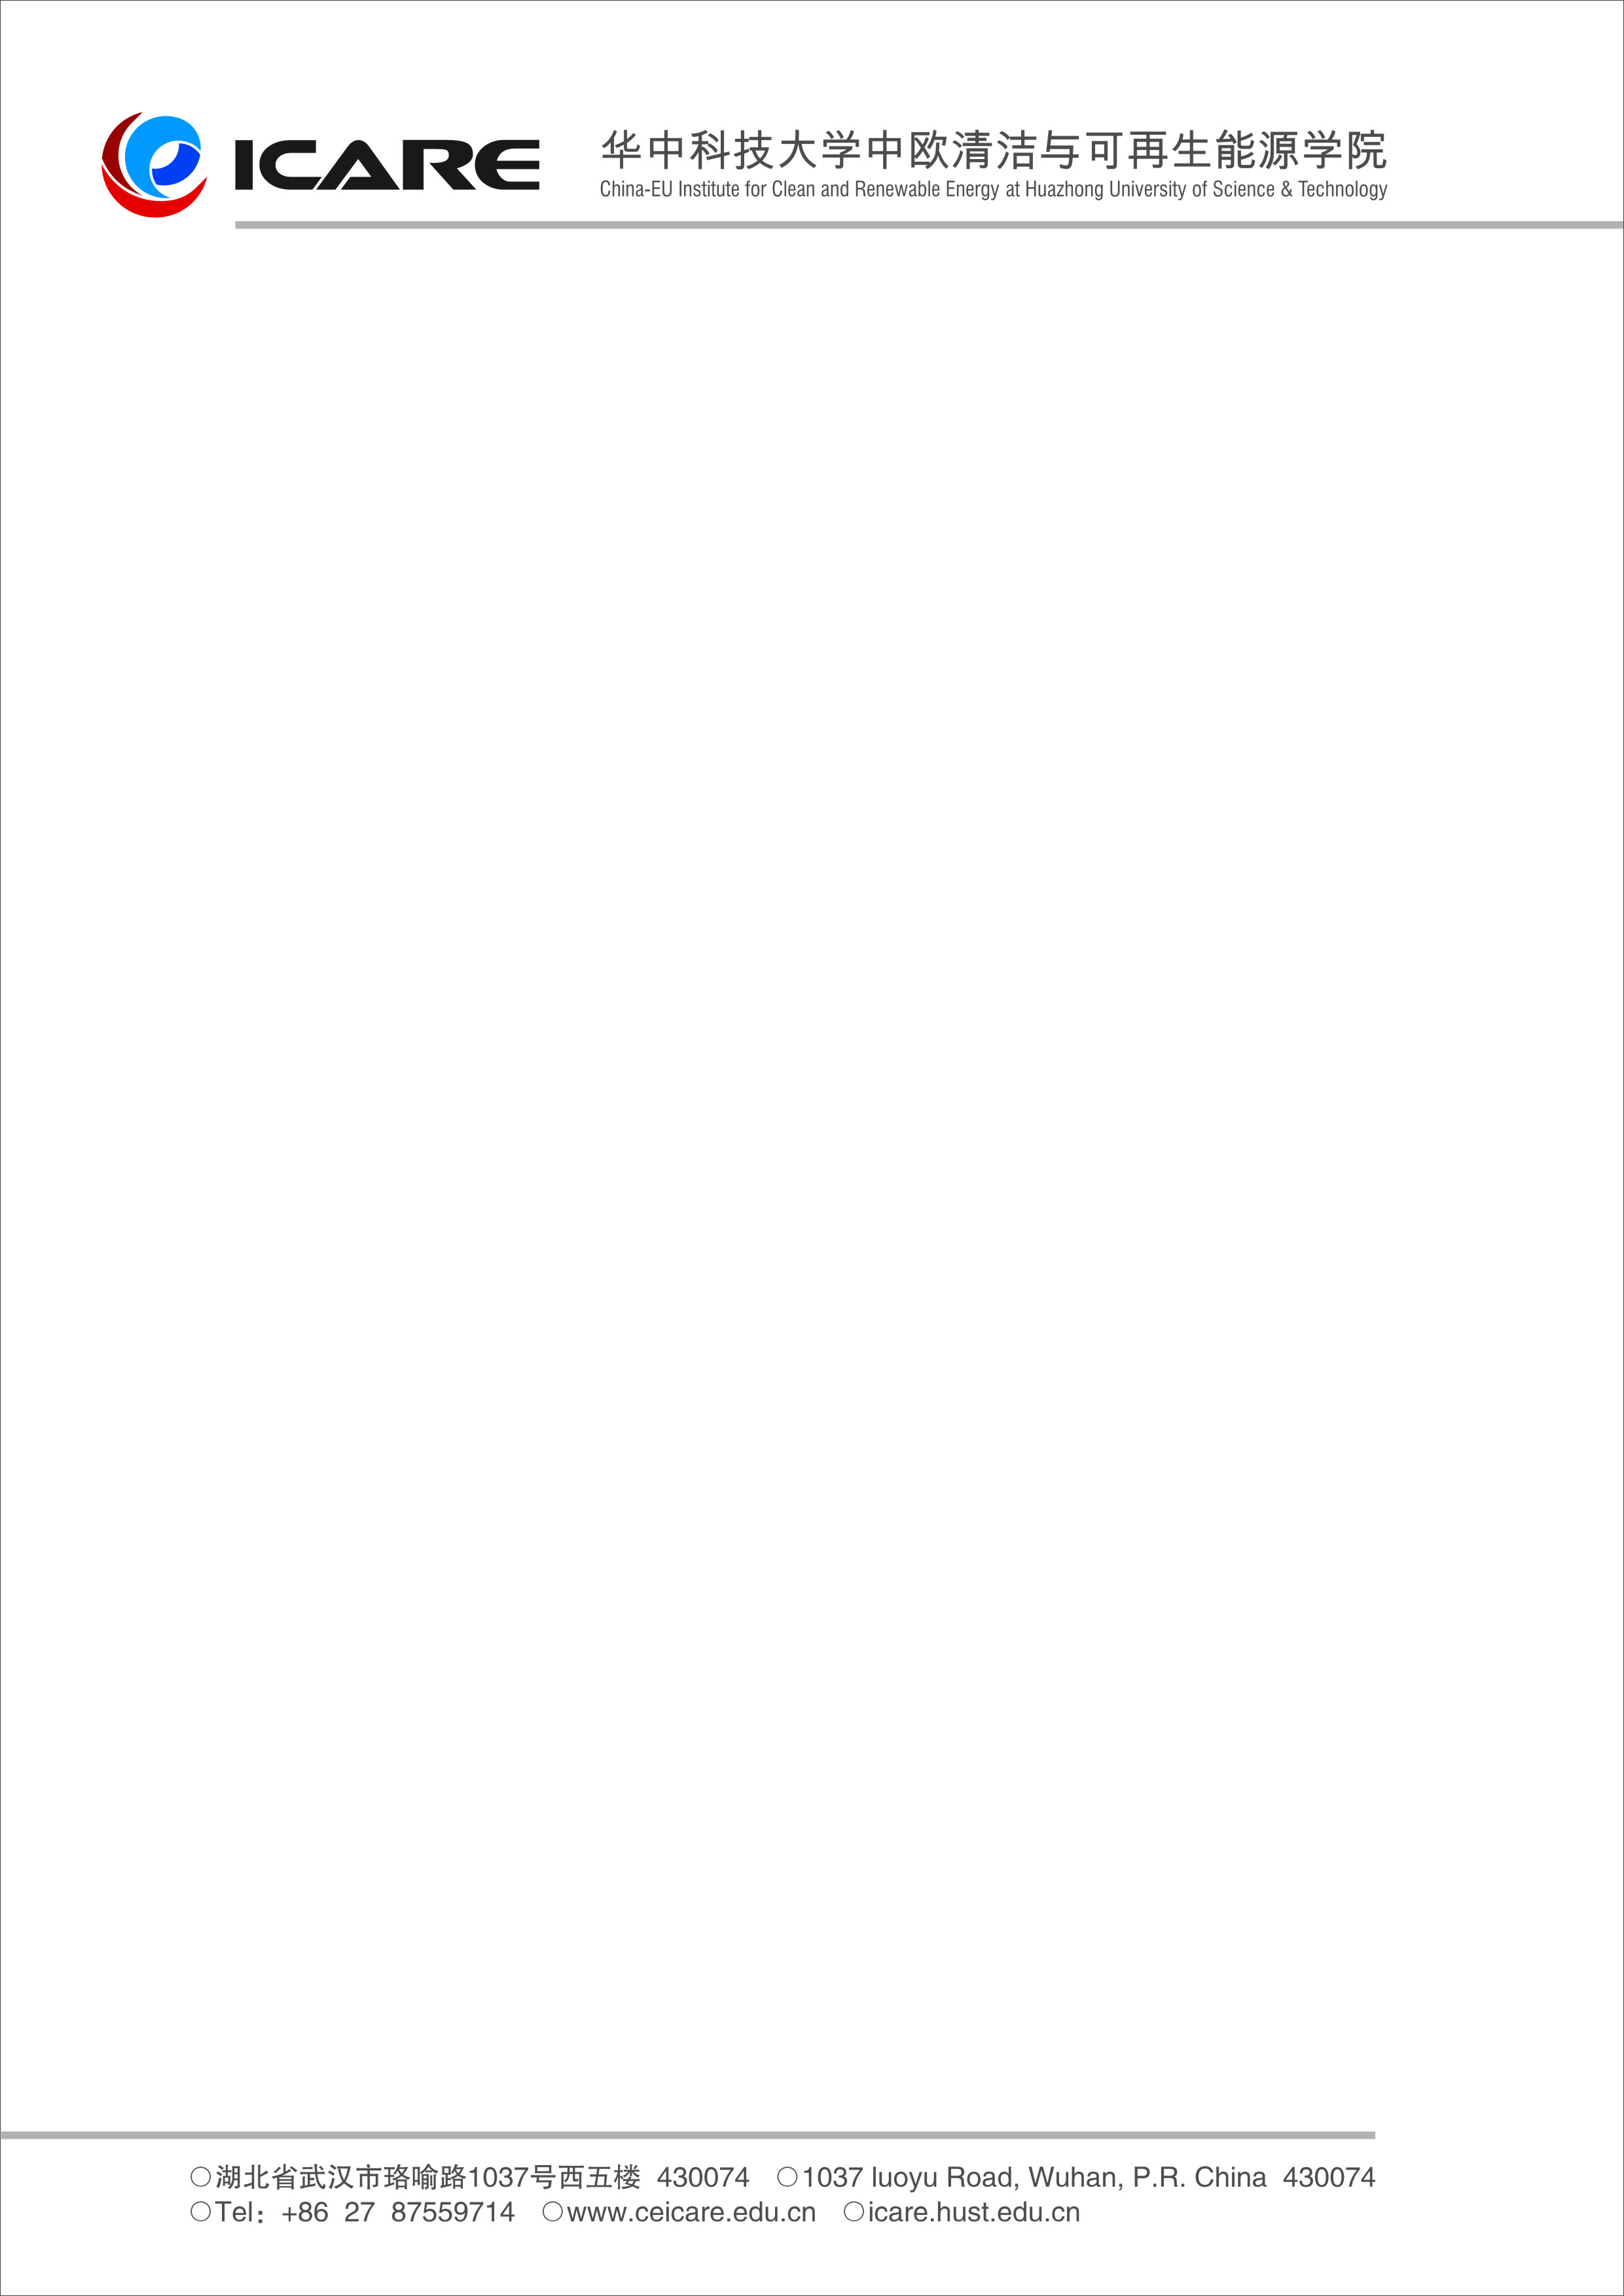 ICARE
华中科技大学中欧清洁与可再生能源学院
China-EU Institute for Clean and Renewable Energy at Huazhong University of Science & Technology
○湖北省武汉市珞喻路1037号西五楼 430074 ○1037 luoyu Road, Wuhan, P.R. China 430074
○Tel：+86 27 87559714 ○www.ceicare.edu.cn ○icare.hust.edu.cn